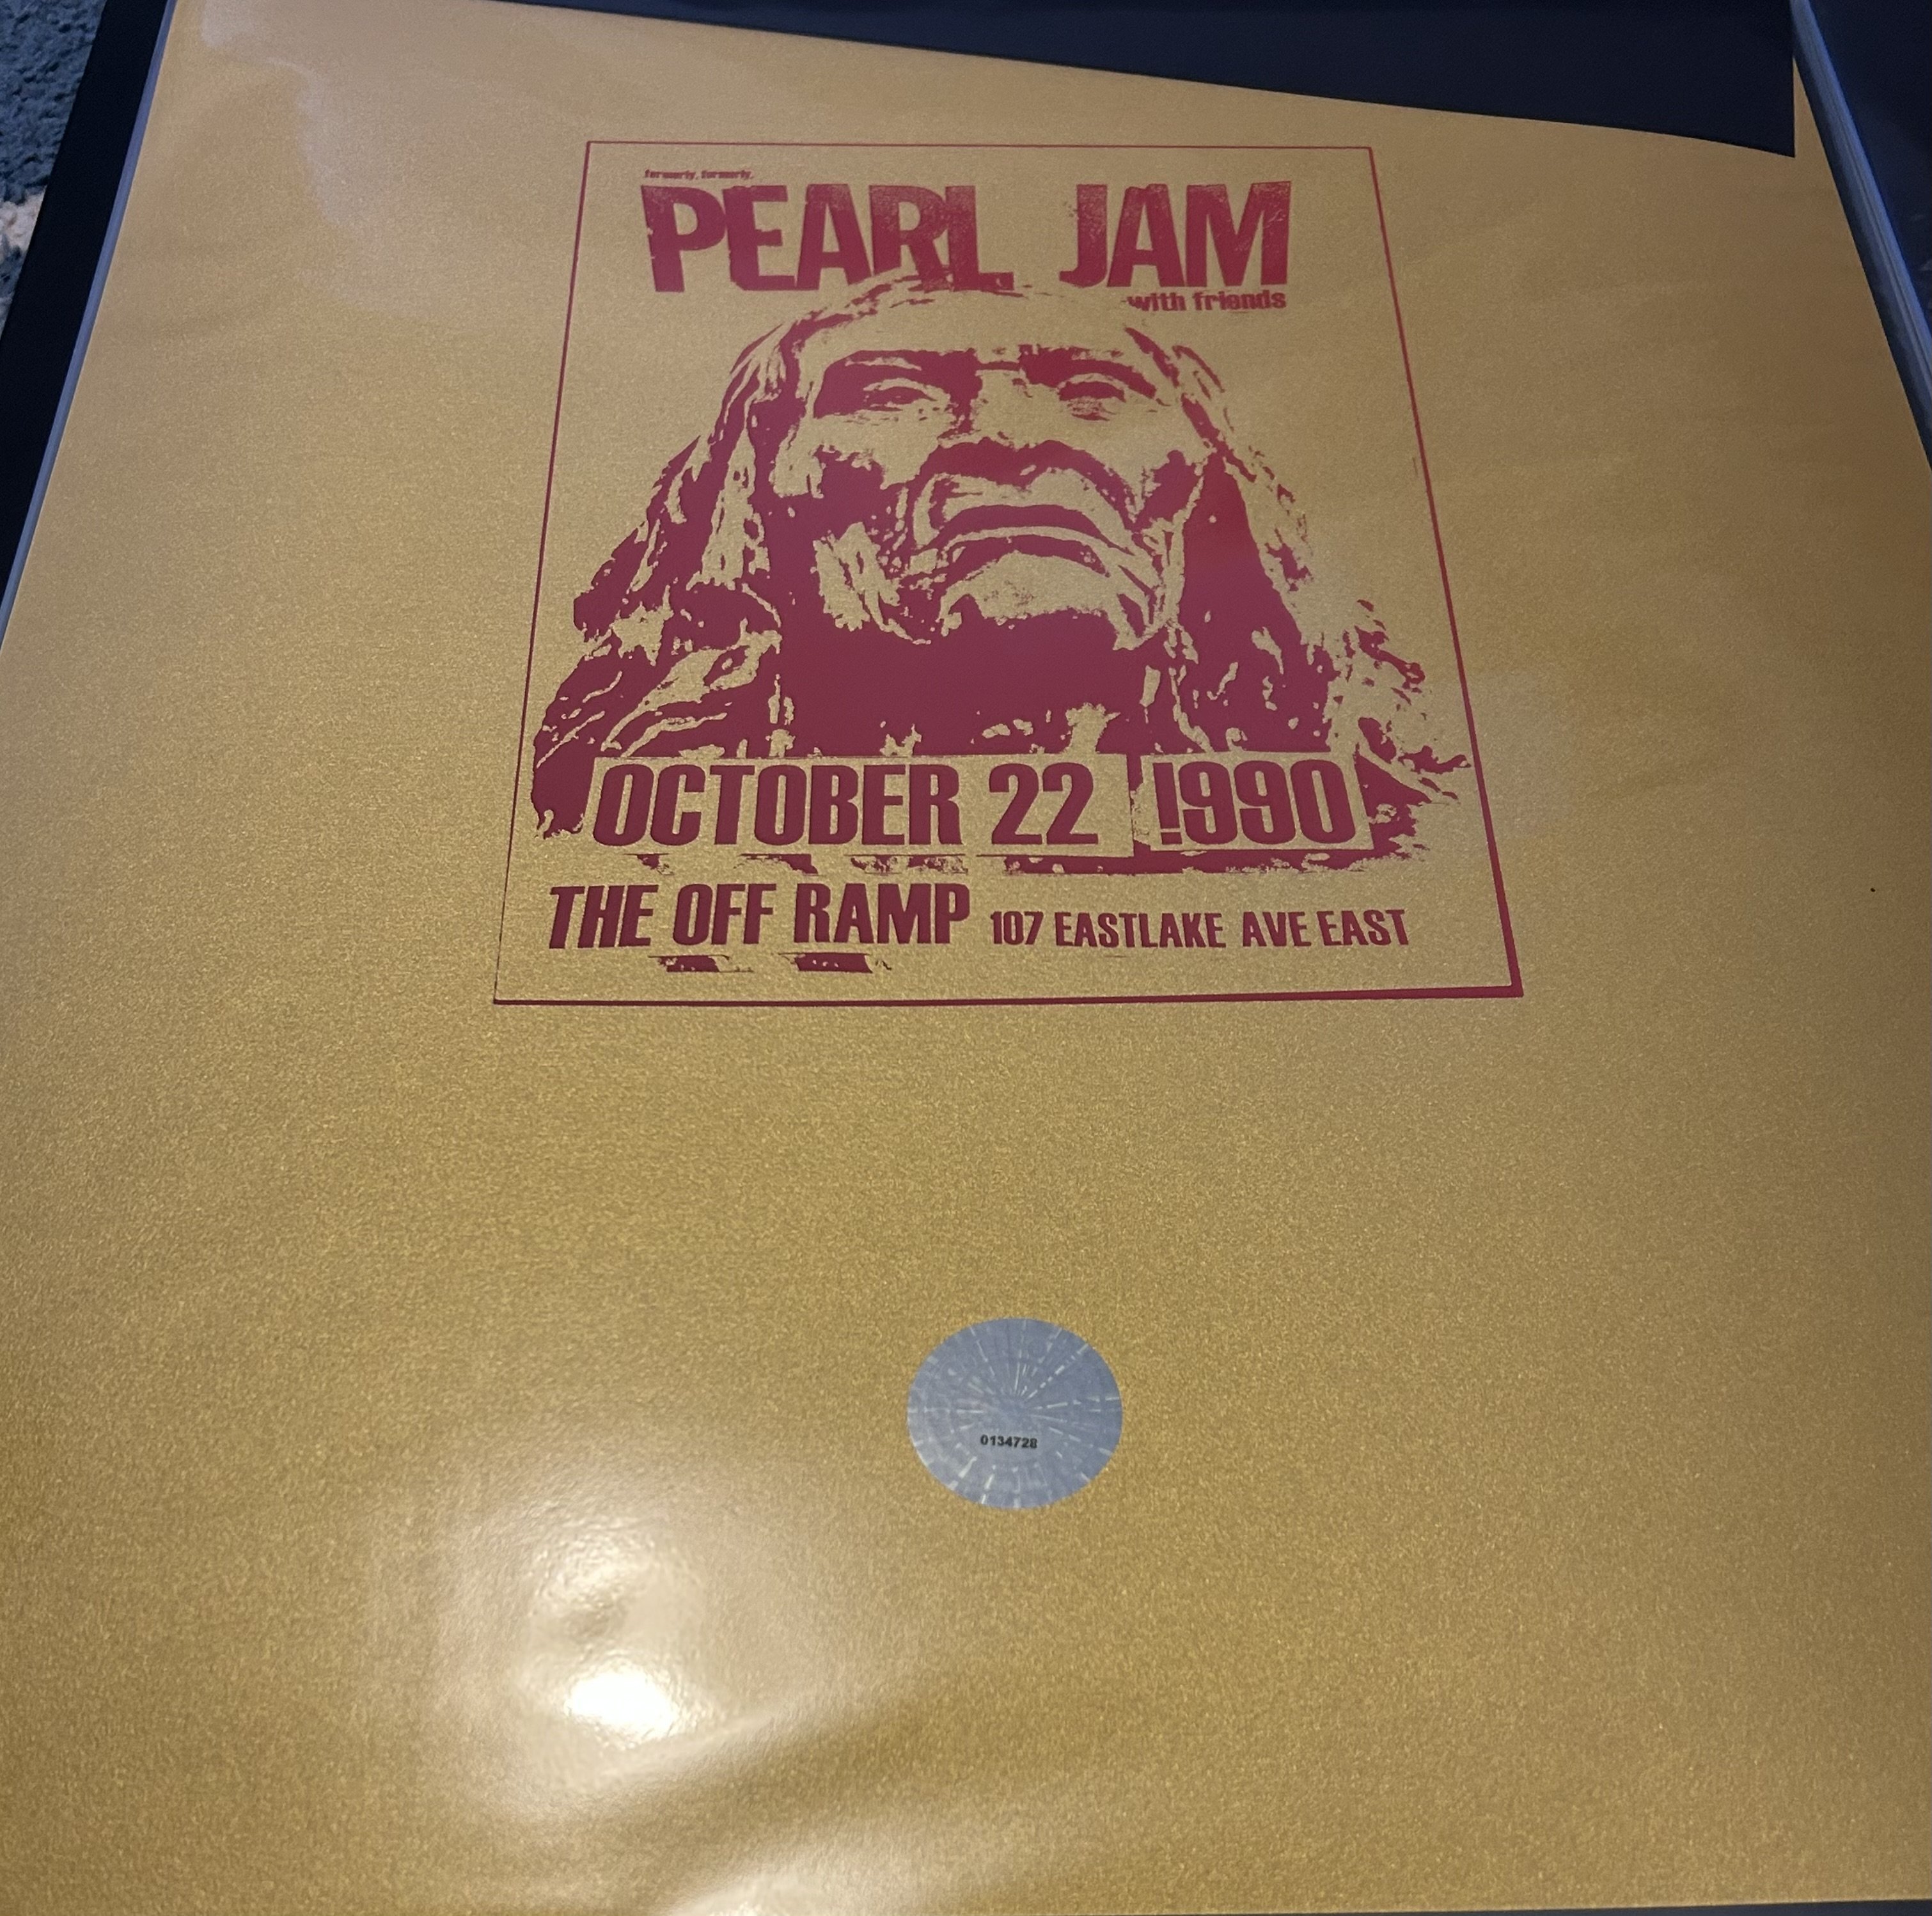 formerly, formerly,
PEARL JAM
with friends
OCTOBER 22 !990
THE OFF RAMP 107 EASTLAKE AVE EAST
0134728